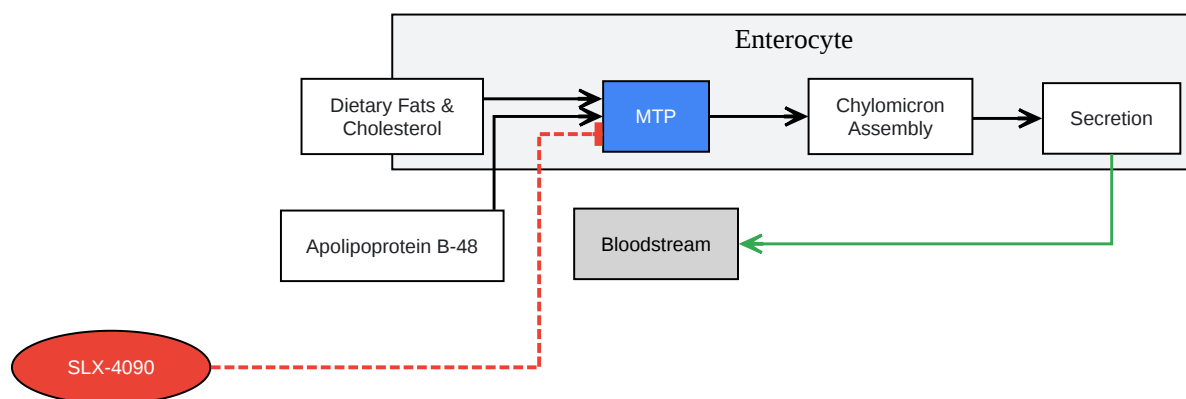 Enterocyte
Dietary Fats &
Cholesterol
MTP
Chylomicron
Assembly
Secretion
Apolipoprotein B-48
Bloodstream
SLX-4090